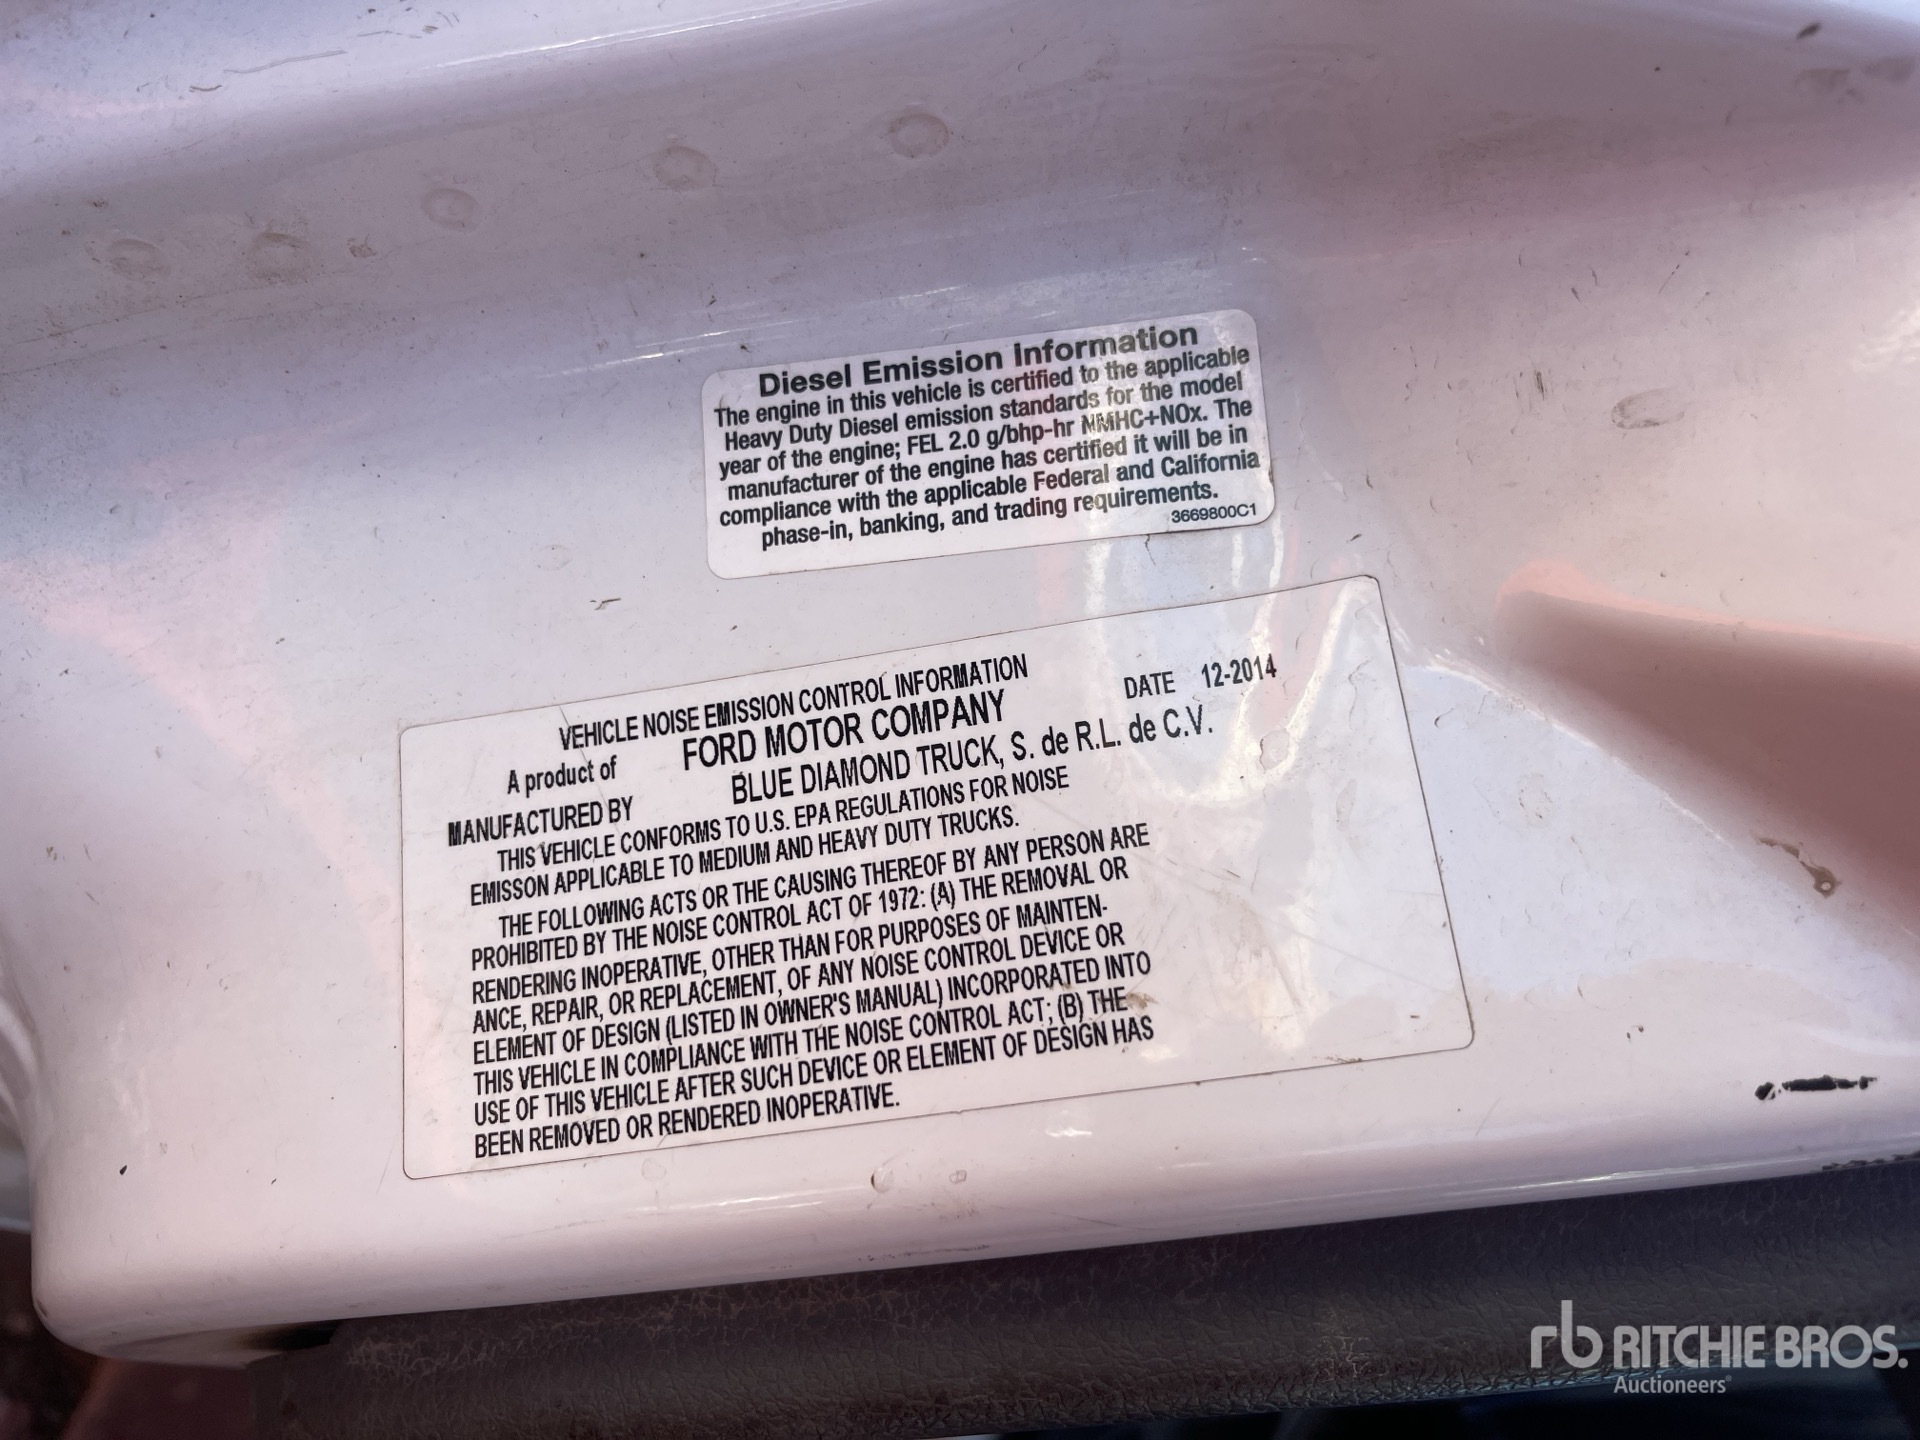 Diesel Emission Information
The engine in this vehicle is certified to the applicable
Heavy Duty Diesel emission standards for the model
year of the engine; FEL 2.0 g/bhp-hr NMHC+NOx. The
manufacturer of the engine has certified it will be in
compliance with the applicable Federal and California
phase-in, banking, and trading requirements.
3669800C1
VEHICLE NOISE EMISSION CONTROL INFORMATION
A product of FORD MOTOR COMPANY DATE 12-2014
MANUFACTURED BY BLUE DIAMOND TRUCK, S. de R.L. de C.V.
THIS VEHICLE CONFORMS TO U.S. EPA REGULATIONS FOR NOISE
EMISSON APPLICABLE TO MEDIUM AND HEAVY DUTY TRUCKS.
THE FOLLOWING ACTS OR THE CAUSING THEREOF BY ANY PERSON ARE
PROHIBITED BY THE NOISE CONTROL ACT OF 1972: (A) THE REMOVAL OR
RENDERING INOPERATIVE, OTHER THAN FOR PURPOSES OF MAINTEN-
ANCE, REPAIR, OR REPLACEMENT, OF ANY NOISE CONTROL DEVICE OR
ELEMENT OF DESIGN (LISTED IN OWNER'S MANUAL) INCORPORATED INTO
THIS VEHICLE IN COMPLIANCE WITH THE NOISE CONTROL ACT; (B) THE
USE OF THIS VEHICLE AFTER SUCH DEVICE OR ELEMENT OF DESIGN HAS
BEEN REMOVED OR RENDERED INOPERATIVE.
rb RITCHIE BROS.
Auctioneers